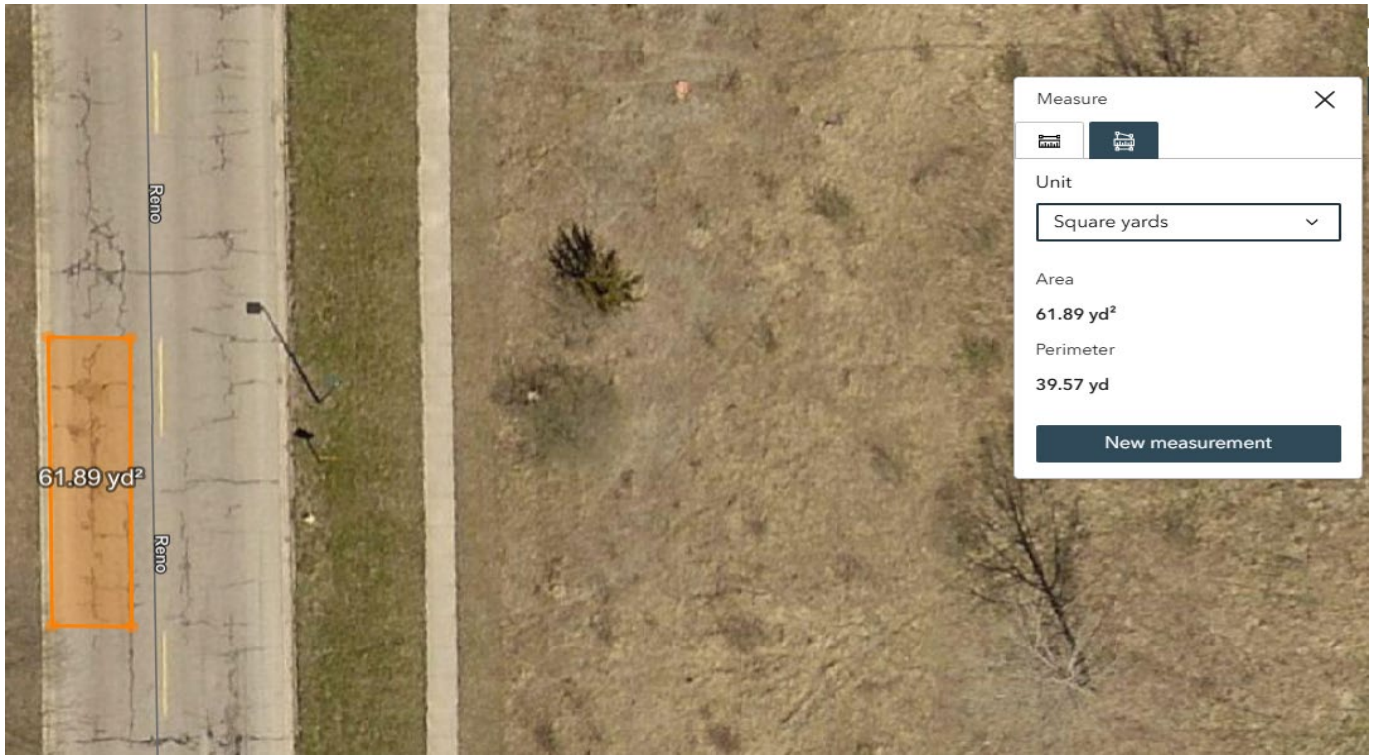 Reno
61.89 yd²
Reno
Measure
Unit
Square yards
Area
61.89 yd²
Perimeter
39.57 yd
New measurement